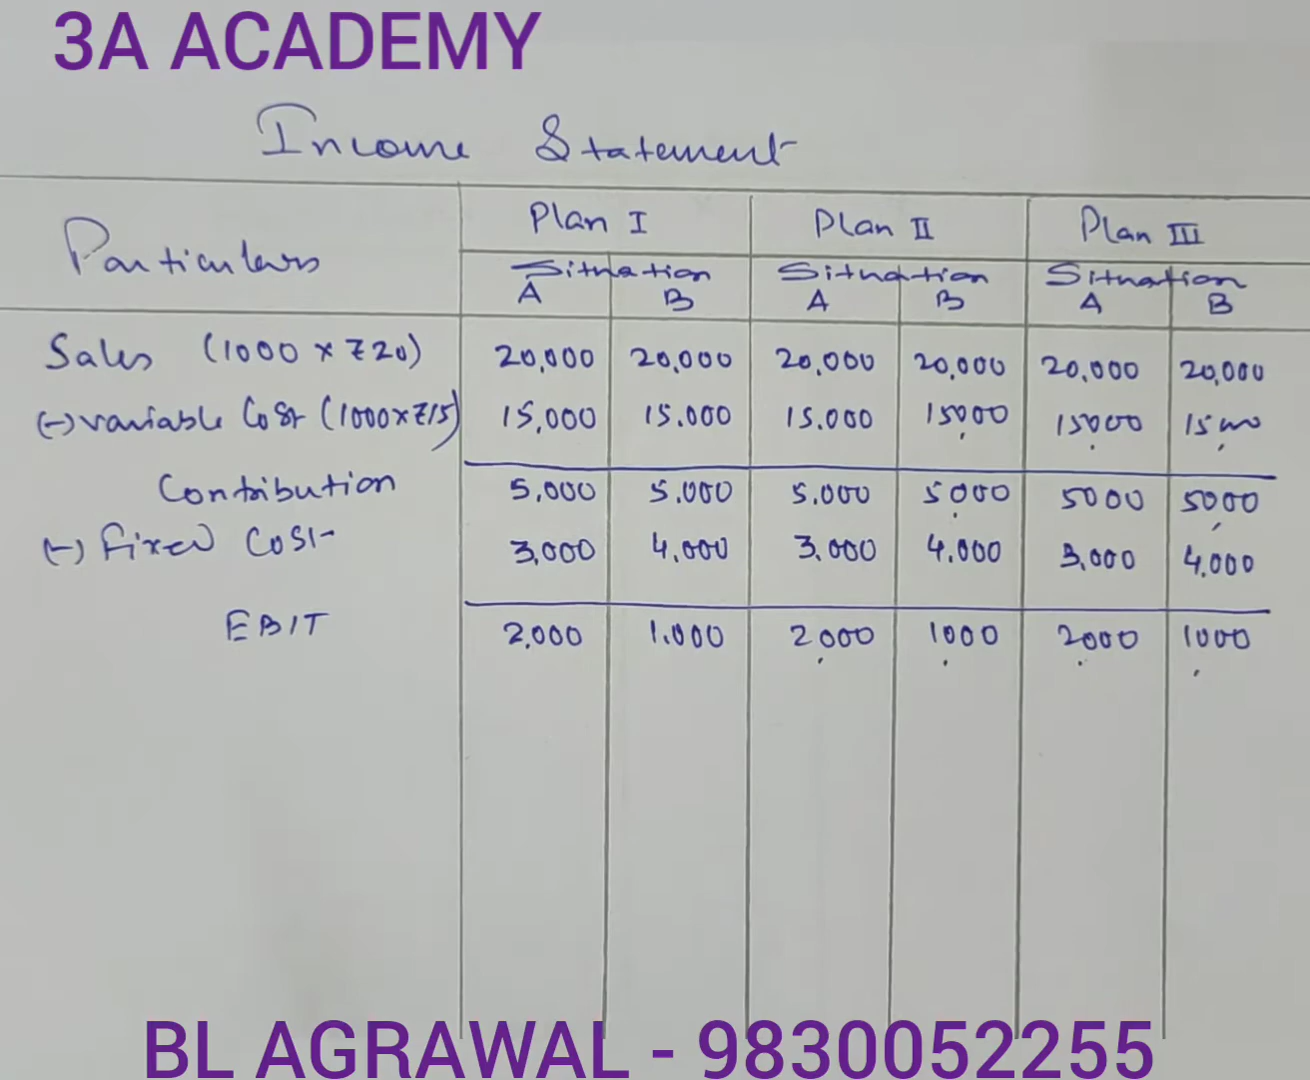 3A ACADEMY
Income Statement
Particulars Plan I Plan II Plan III
Situation Situation Situation
A B A B A B
Sales (1000 x ₹20) 20,000 20,000 20,000 20,000 20,000 20,000
(-) variable Cost (1000x₹15) 15,000 15.000 15.000 15000 15000 15000
Contribution 5,000 5.000 5.000 5000 5000 5000
(-) fixed Cost 3,000 4,000 3.000 4.000 3,000 4,000
EBIT 2,000 1.000 2000 1000 2000 1000
BL AGRAWAL - 9830052255